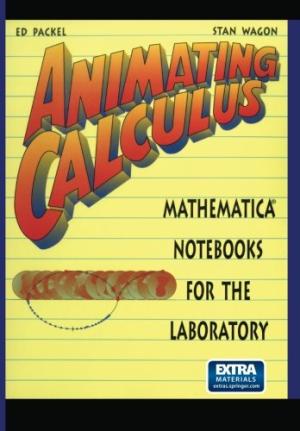 ED PACKEL STAN WAGON
ANIMATING
CALCULUS
MATHEMATICA®
NOTEBOOKS
FOR THE
LABORATORY
EXTRA
MATERIALS
extras.springer.com